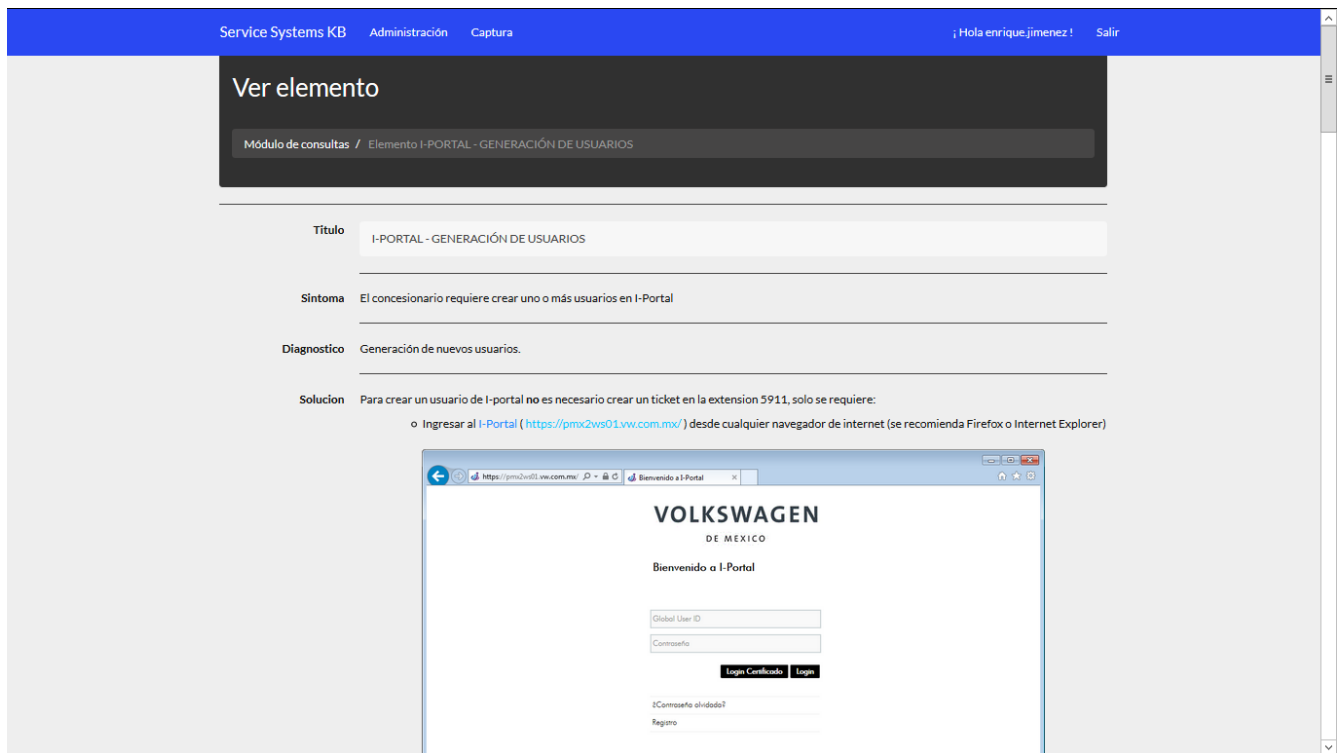 Service Systems KB Administración Captura ¡ Hola enrique.jimenez ! Salir
Ver elemento
Módulo de consultas / Elemento I-PORTAL - GENERACIÓN DE USUARIOS
Titulo I-PORTAL - GENERACIÓN DE USUARIOS
Sintoma El concesionario requiere crear uno o más usuarios en I-Portal
Diagnostico Generación de nuevos usuarios.
Solucion Para crear un usuario de I-portal no es necesario crear un ticket en la extension 5911, solo se requiere:
Ingresar al I-Portal ( https://pmx2ws01.vw.com.mx/ ) desde cualquier navegador de internet (se recomienda Firefox o Internet Explorer)
https://pmx2ws01.vw.com.mx/ Bienvenido a I-Portal
VOLKSWAGEN
DE MEXICO
Bienvenido a I-Portal
Global User ID
Contraseña
Login Certificado Login
¿Contraseña olvidada?
Registro